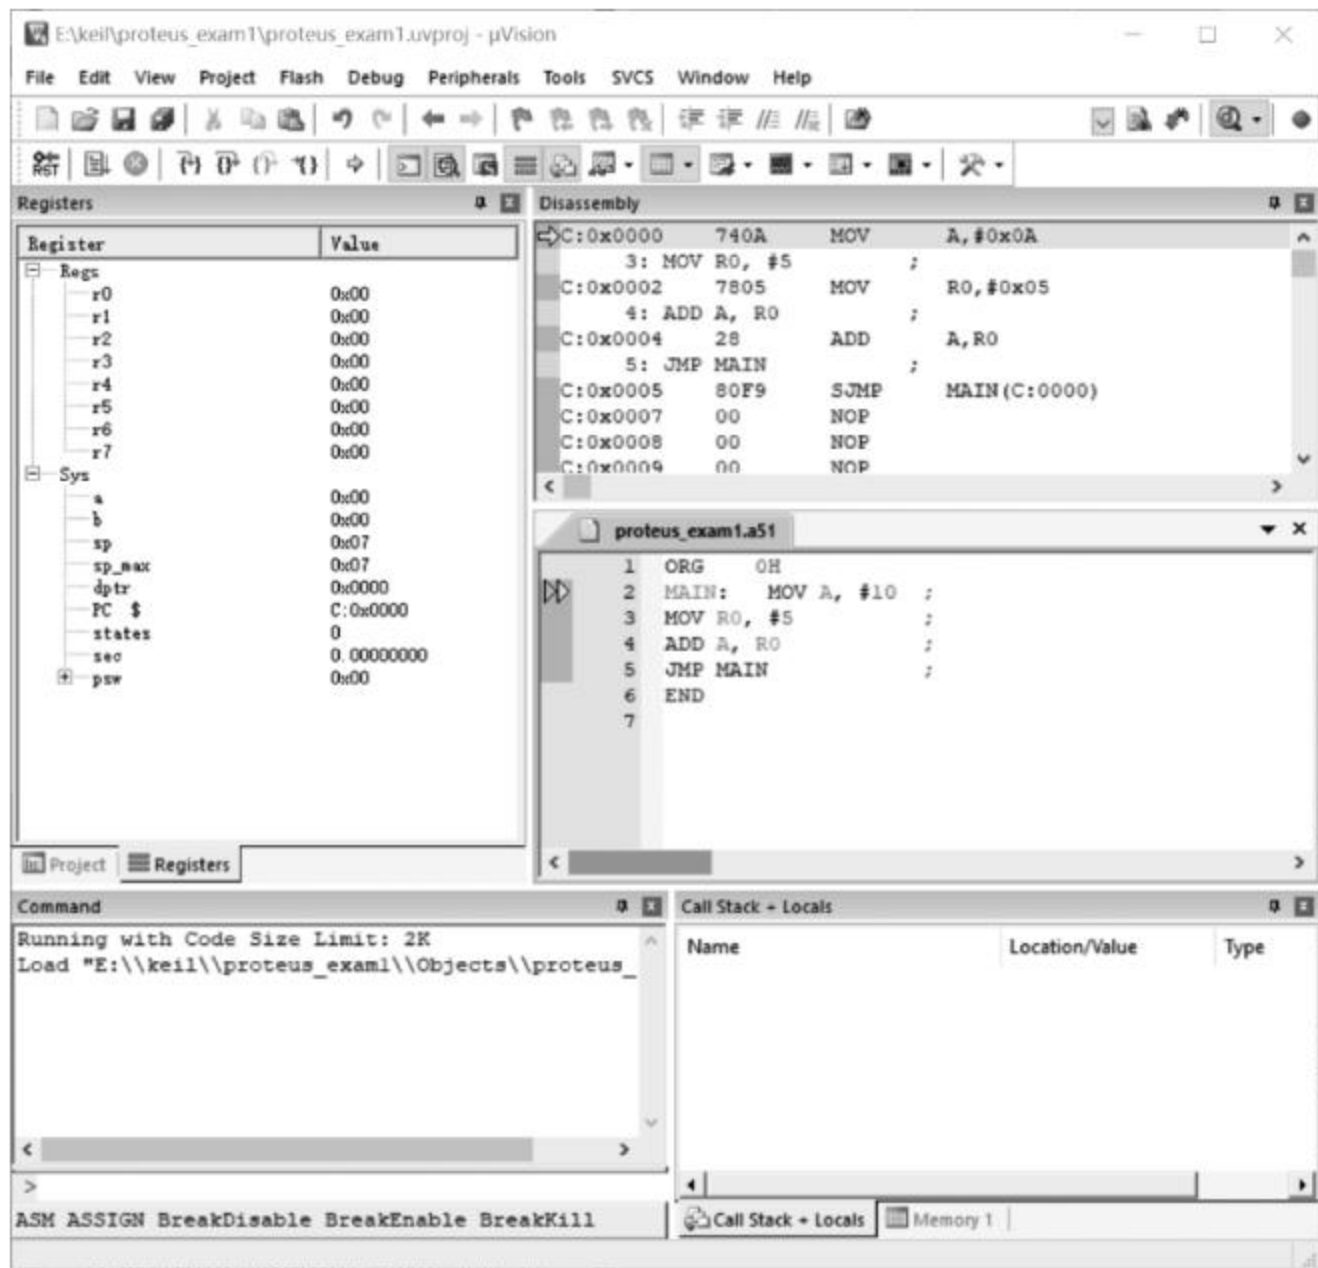 E:\keil\proteus_exam1\proteus_exam1.uvproj - µVision
File Edit View Project Flash Debug Peripherals Tools SVCS Window Help
RST
Registers
Register Value
Regs
r0 0x00
r1 0x00
r2 0x00
r3 0x00
r4 0x00
r5 0x00
r6 0x00
r7 0x00
Sys
a 0x00
b 0x00
sp 0x07
sp_max 0x07
dptr 0x0000
PC $ C:0x0000
states 0
sec 0.00000000
psw 0x00
Project Registers
Disassembly
C:0x0000 740A MOV A,#0x0A
3: MOV R0, #5 ;
C:0x0002 7805 MOV R0,#0x05
4: ADD A, R0 ;
C:0x0004 28 ADD A,R0
5: JMP MAIN ;
C:0x0005 80F9 SJMP MAIN(C:0000)
C:0x0007 00 NOP
C:0x0008 00 NOP
C:0x0009 00 NOP
proteus_exam1.a51
1 ORG 0H
2 MAIN: MOV A, #10 ;
3 MOV R0, #5 ;
4 ADD A, R0 ;
5 JMP MAIN ;
6 END
7
Command
Running with Code Size Limit: 2K
Load "E:\\keil\\proteus_exam1\\Objects\\proteus_
>
ASM ASSIGN BreakDisable BreakEnable BreakKill
Call Stack + Locals
Name Location/Value Type
Call Stack + Locals Memory 1